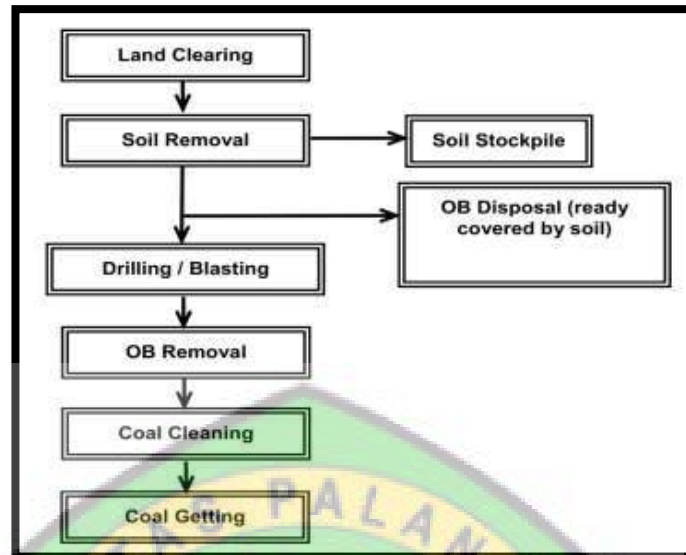 Land Clearing
Soil Removal
Soil Stockpile
OB Disposal (ready
covered by soil)
Drilling / Blasting
OB Removal
Coal Cleaning
Coal Getting
TAS PALAN